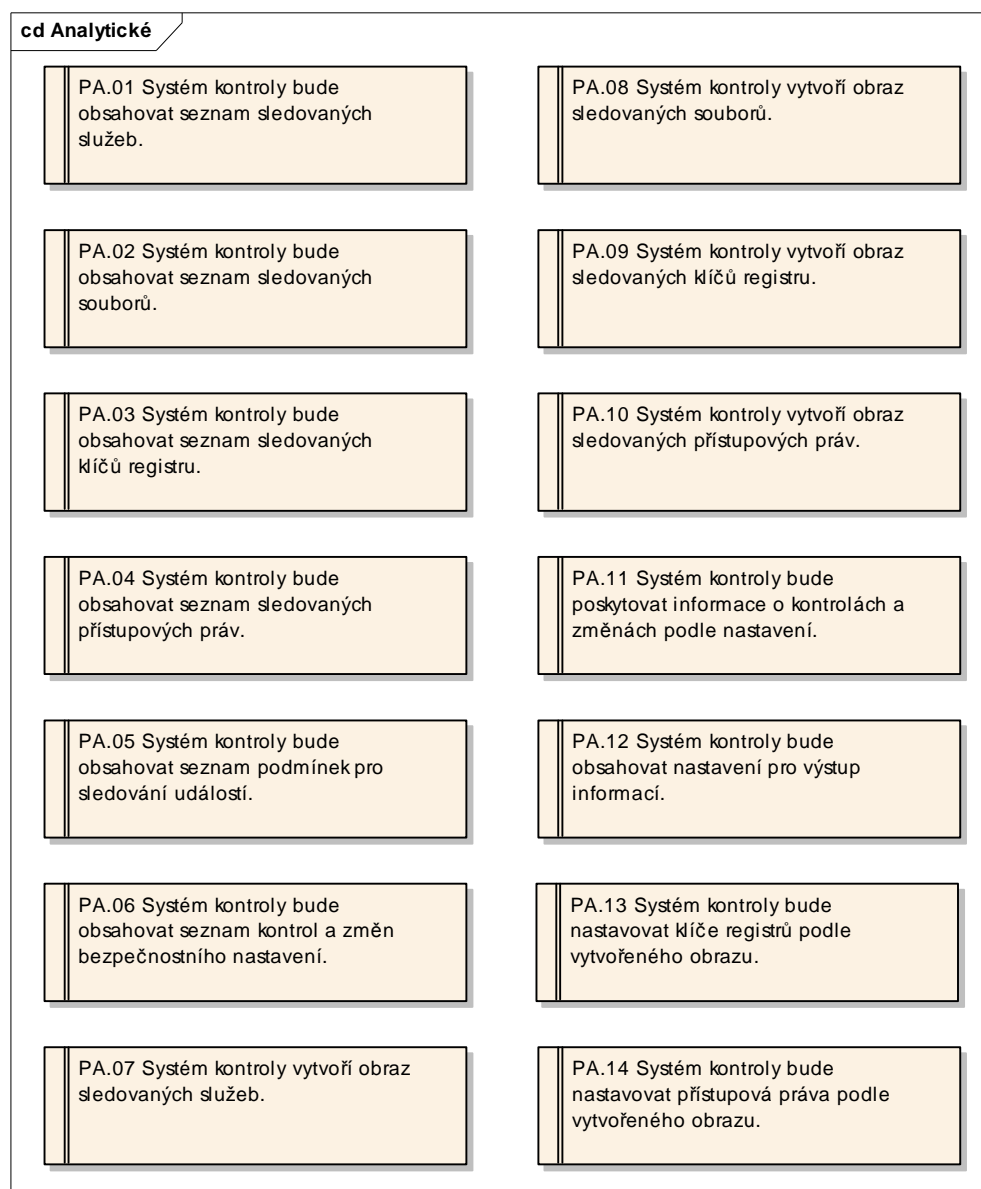 cd Analytické
PA.01 Systém kontroly bude
obsahovat seznam sledovaných
služeb.
PA.02 Systém kontroly bude
obsahovat seznam sledovaných
souborů.
PA.03 Systém kontroly bude
obsahovat seznam sledovaných
klíčů registru.
PA.04 Systém kontroly bude
obsahovat seznam sledovaných
přístupových práv.
PA.05 Systém kontroly bude
obsahovat seznam podmínek pro
sledování událostí.
PA.06 Systém kontroly bude
obsahovat seznam kontrol a změn
bezpečnostního nastavení.
PA.07 Systém kontroly vytvoří obraz
sledovaných služeb.
PA.08 Systém kontroly vytvoří obraz
sledovaných souborů.
PA.09 Systém kontroly vytvoří obraz
sledovaných klíčů registru.
PA.10 Systém kontroly vytvoří obraz
sledovaných přístupových práv.
PA.11 Systém kontroly bude
poskytovat informace o kontrolách a
změnách podle nastavení.
PA.12 Systém kontroly bude
obsahovat nastavení pro výstup
informací.
PA.13 Systém kontroly bude
nastavovat klíče registrů podle
vytvořeného obrazu.
PA.14 Systém kontroly bude
nastavovat přístupová práva podle
vytvořeného obrazu.